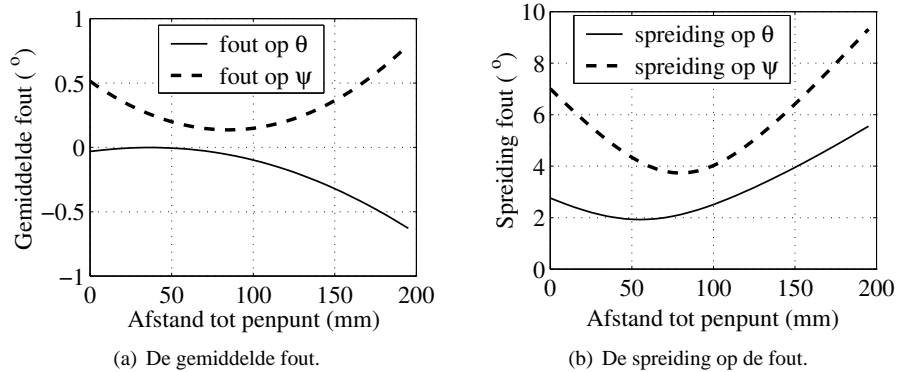 1
0.5
0
−0.5
−1
Gemiddelde fout ( °)
fout op θ
fout op ψ
0 50 100 150 200
Afstand tot penpunt (mm)
(a) De gemiddelde fout.
10
8
6
4
2
0
Spreiding fout ( °)
spreiding op θ
spreiding op ψ
0 50 100 150 200
Afstand tot penpunt (mm)
(b) De spreiding op de fout.